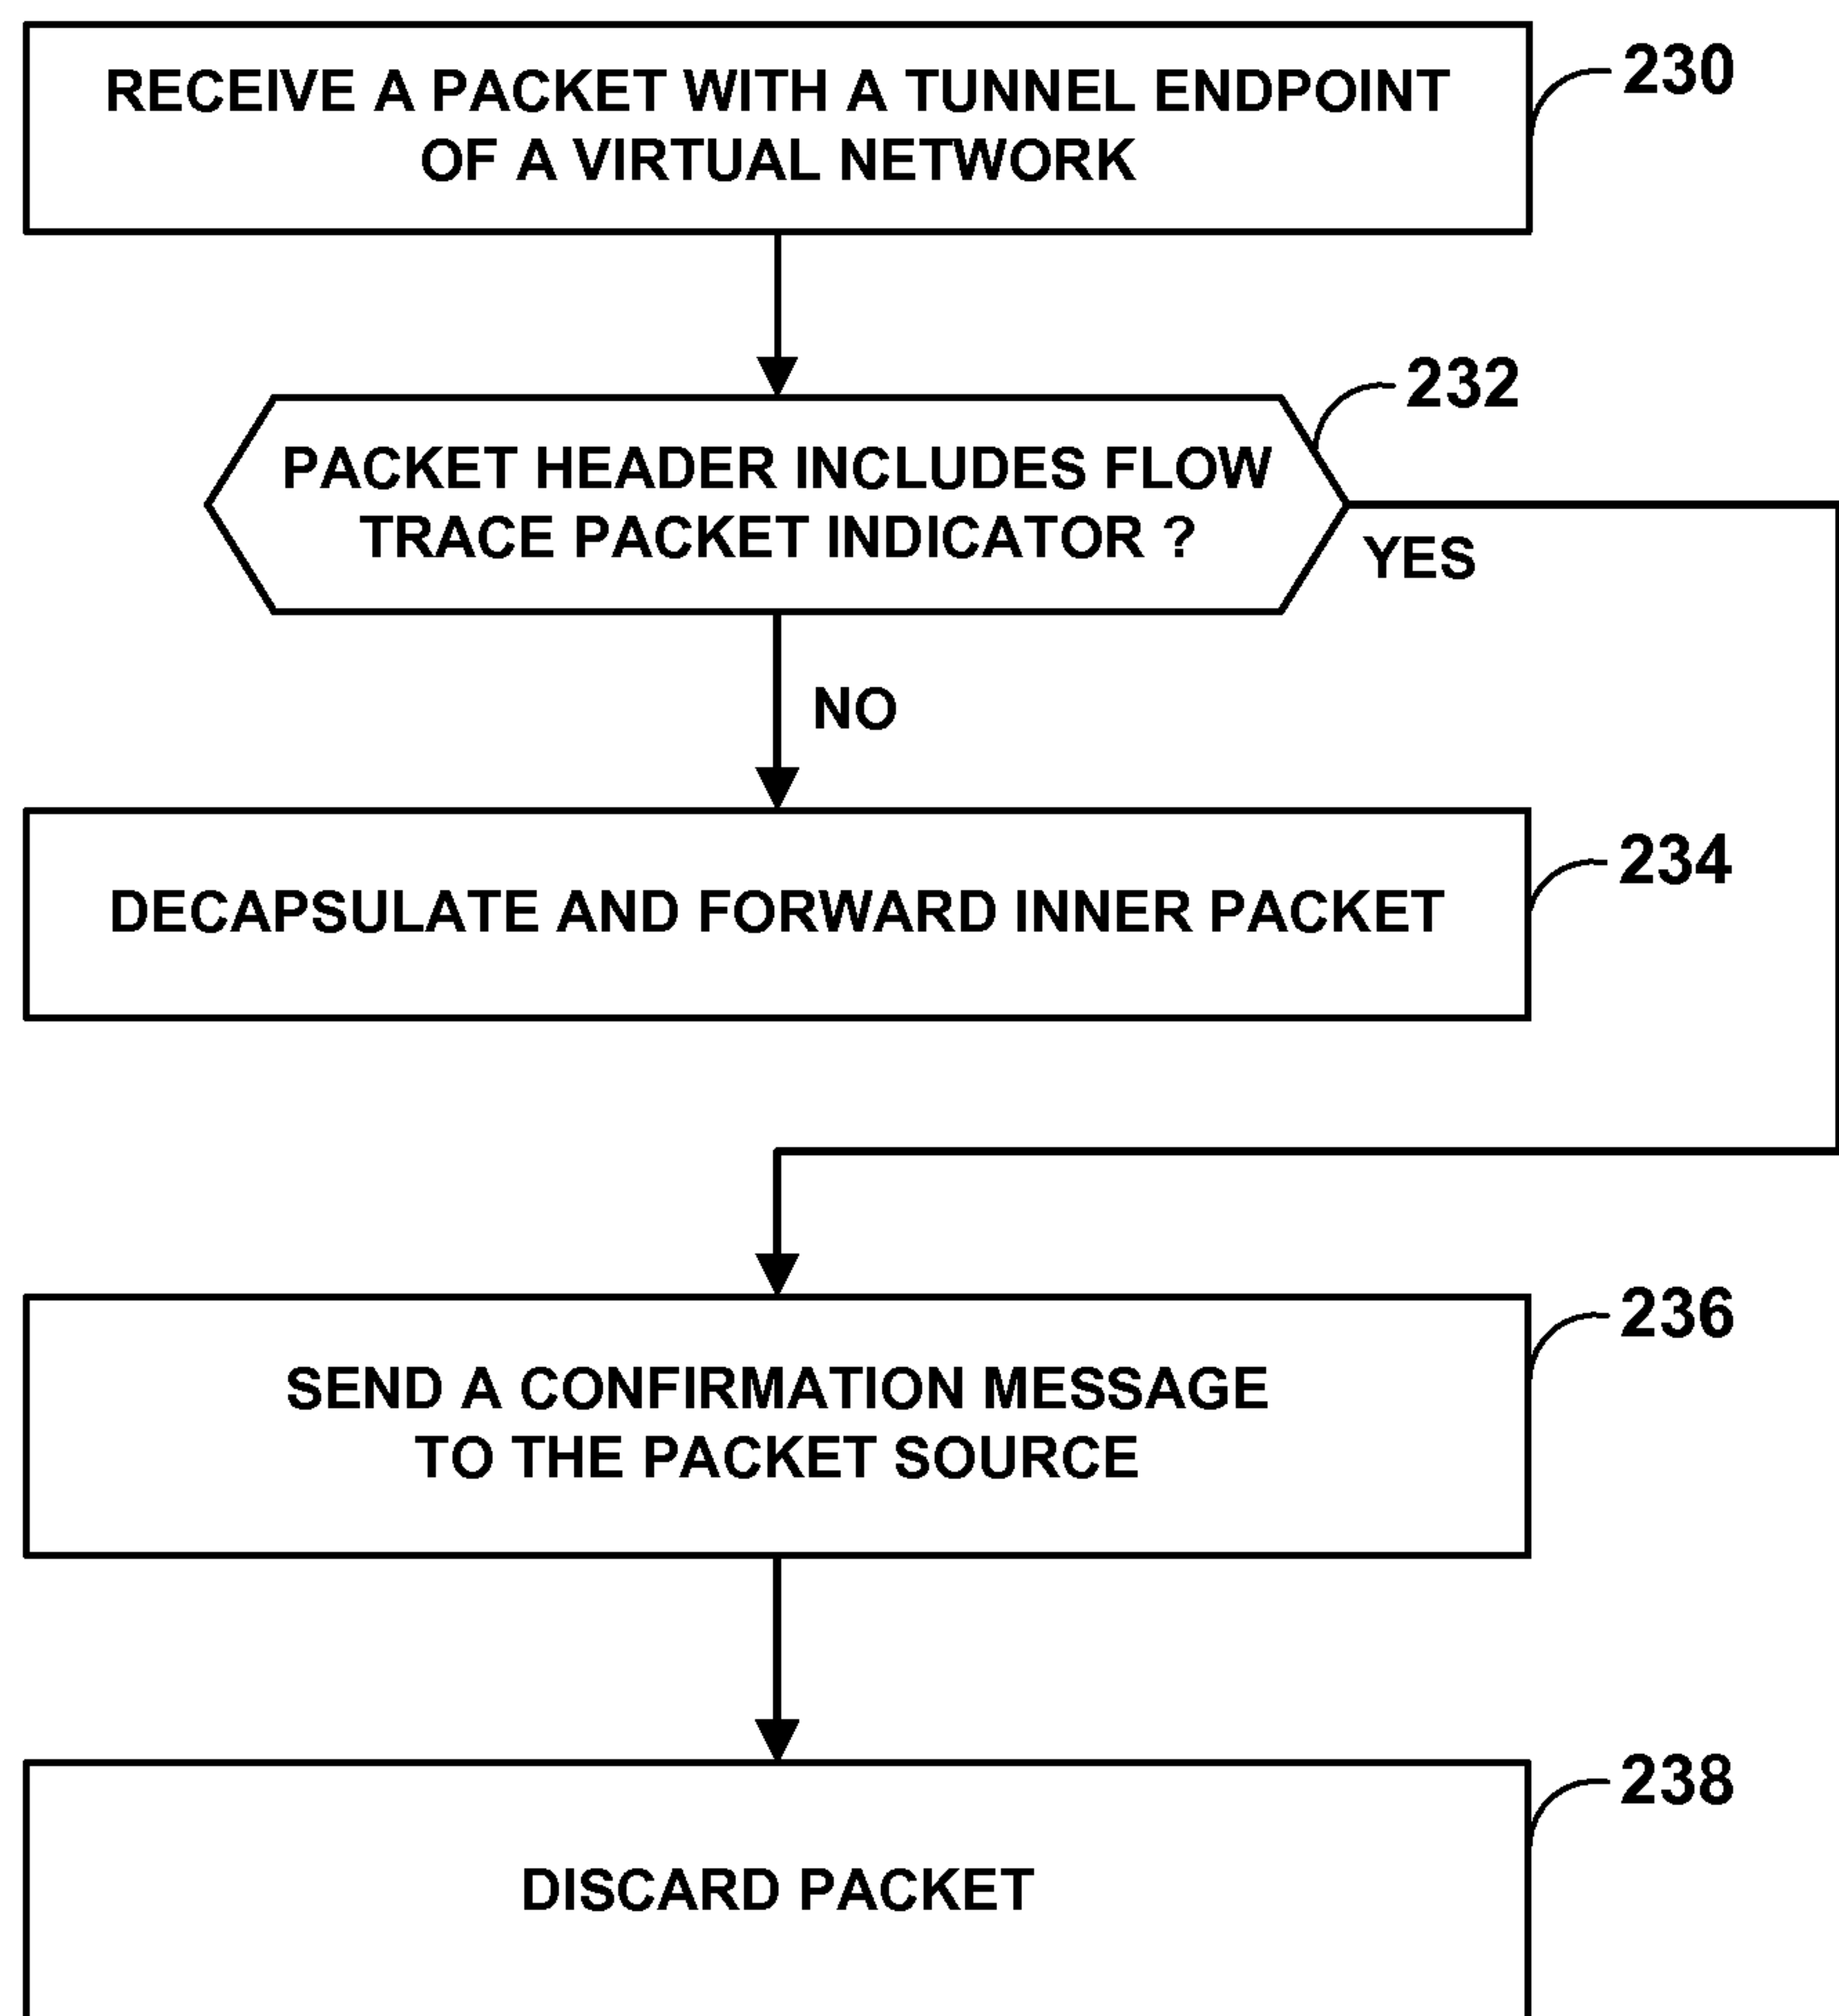 RECEIVE A PACKET WITH A TUNNEL ENDPOINT
OF A VIRTUAL NETWORK
230
232
PACKET HEADER INCLUDES FLOW
TRACE PACKET INDICATOR ?
YES
NO
234
DECAPSULATE AND FORWARD INNER PACKET
236
SEND A CONFIRMATION MESSAGE
TO THE PACKET SOURCE
238
DISCARD PACKET